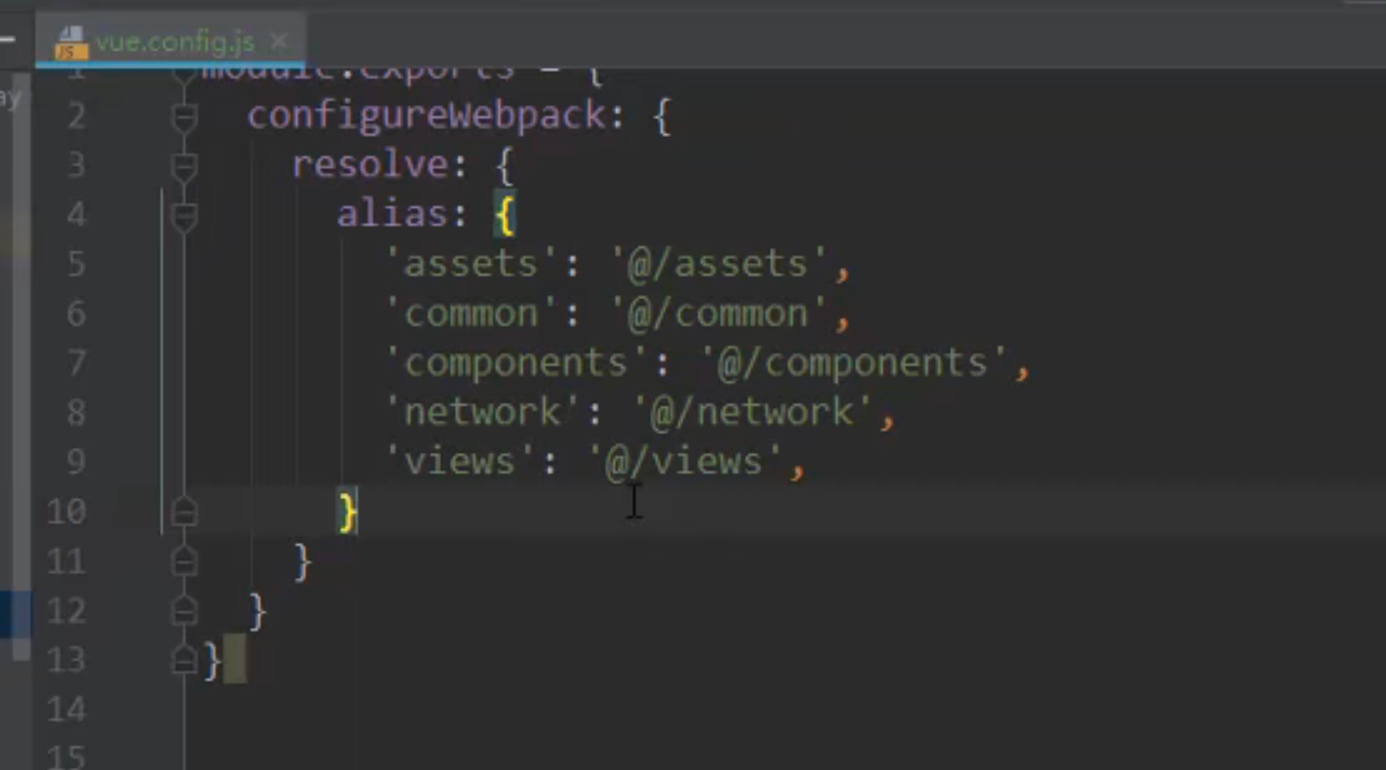 vue.config.js
ay
1 module.exports = {
2 configureWebpack: {
3 resolve: {
4 alias: {
5 'assets': '@/assets',
6 'common': '@/common',
7 'components': '@/components',
8 'network': '@/network',
9 'views': '@/views',
10 }
11 }
12 }
13 }
14
15